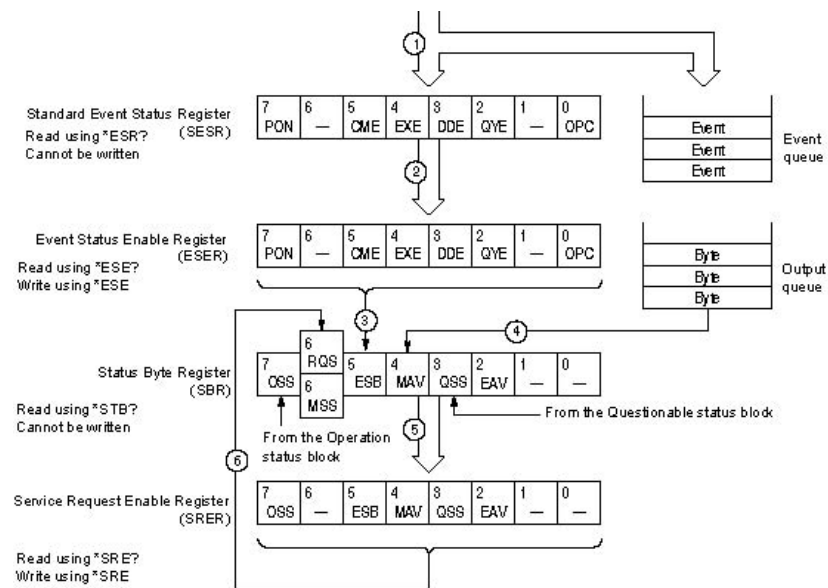 1
Standard Event Status Register
(SESR)
Read using *ESR?
Cannot be written
7 6 5 4 3 2 1 0
PON — CME EXE DDE QYE — OPC
Event
Event
Event
Event
queue
2
Event Status Enable Register
(ESER)
Read using *ESE?
Write using *ESE
7 6 5 4 3 2 1 0
PON — CME EXE DDE QYE — OPC
Byte
Byte
Byte
Output
queue
3
4
Status Byte Register
(SBR)
Read using *STB?
Cannot be written
6
RQS
7 5 4 3 2 1 0
OSS ESB MAV QSS EAV — —
6
MSS
From the Operation
status block
5
From the Questionable status block
6
Service Request Enable Register
(SRER)
Read using *SRE?
Write using *SRE
7 6 5 4 3 2 1 0
OSS — ESB MAV QSS EAV — —